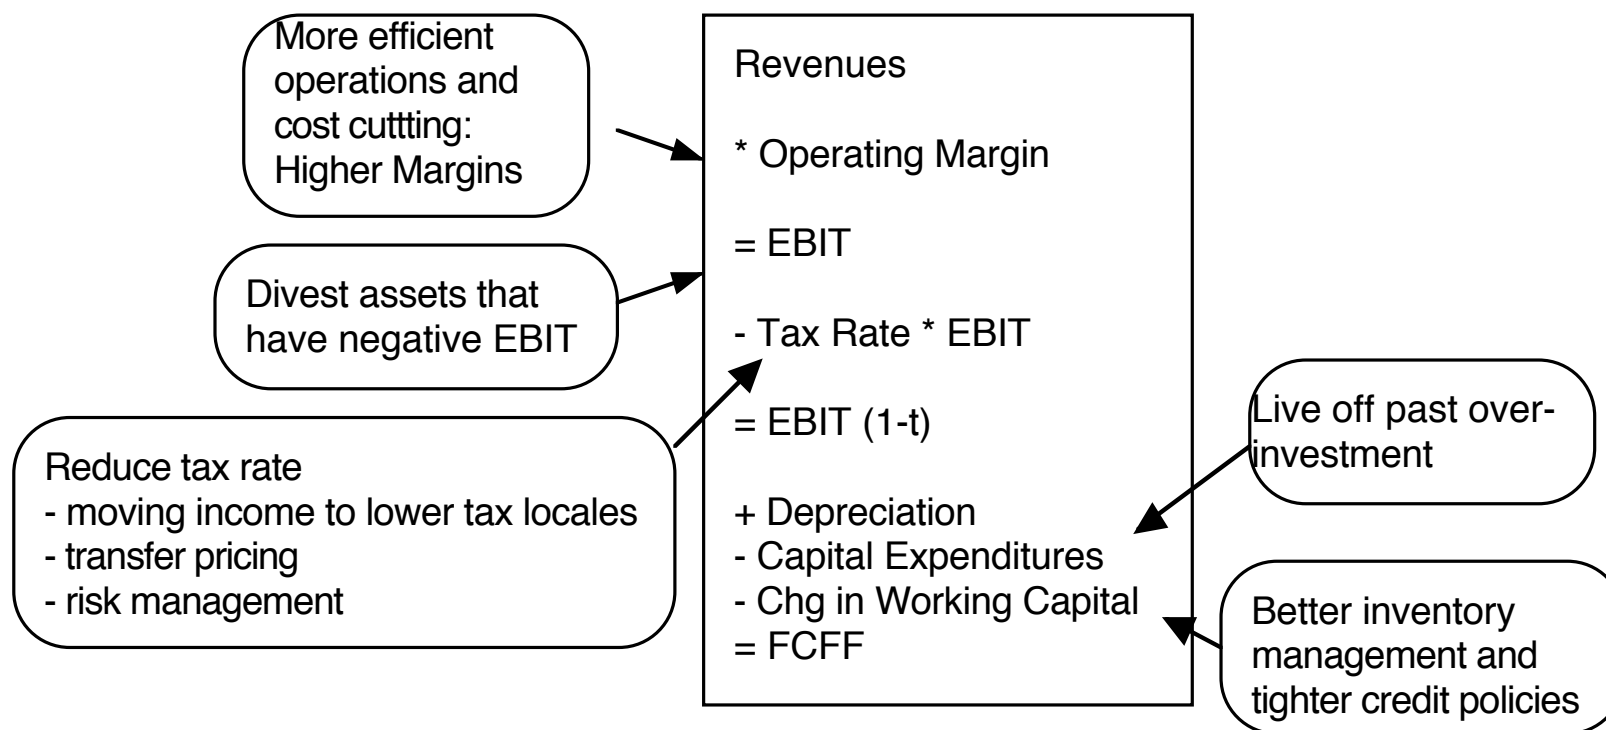 More efficient
operations and
cost cuttting:
Higher Margins
Divest assets that
have negative EBIT
Reduce tax rate
- moving income to lower tax locales
- transfer pricing
- risk management
Revenues
* Operating Margin
= EBIT
- Tax Rate * EBIT
= EBIT (1-t)
+ Depreciation
- Capital Expenditures
- Chg in Working Capital
= FCFF
Live off past over-
investment
Better inventory
management and
tighter credit policies